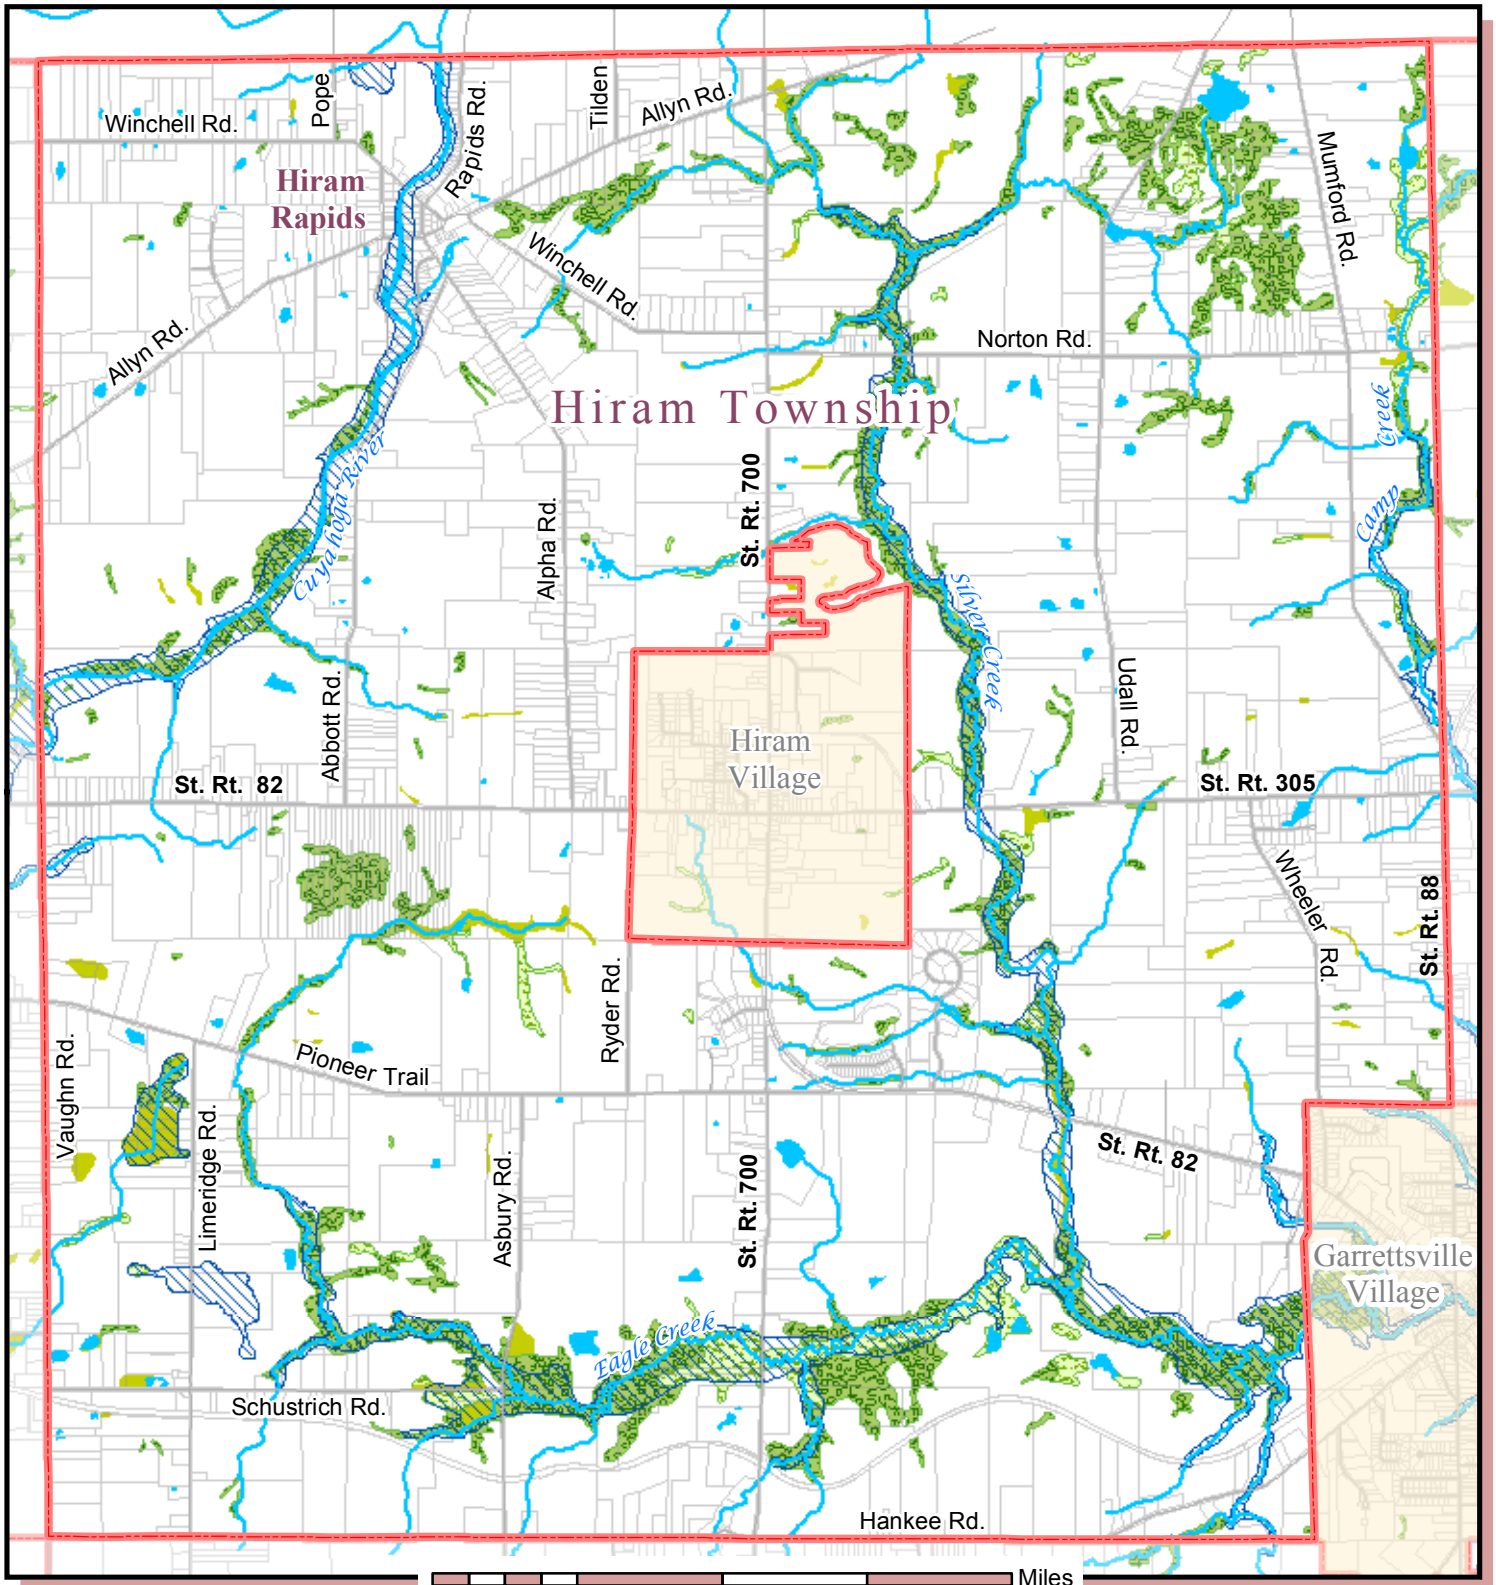 Pope
Tilden
Winchell Rd.
Rapids Rd.
Allyn Rd.
Mumford Rd.
Hiram
Rapids
Winchell Rd.
Allyn Rd.
Norton Rd.
Hiram Township
Creek
Camp
Cuyahoga River
St. Rt. 700
Alpha Rd.
Silver Creek
Udall Rd.
Abbott Rd.
Hiram
Village
St. Rt. 82
St. Rt. 305
Wheeler Rd.
St. Rt. 88
Ryder Rd.
Vaughn Rd.
Pioneer Trail
Limeridge Rd.
Asbury Rd.
St. Rt. 700
St. Rt. 82
Garrettsville
Village
Eagle Creek
Schustrich Rd.
Hankee Rd.
Miles